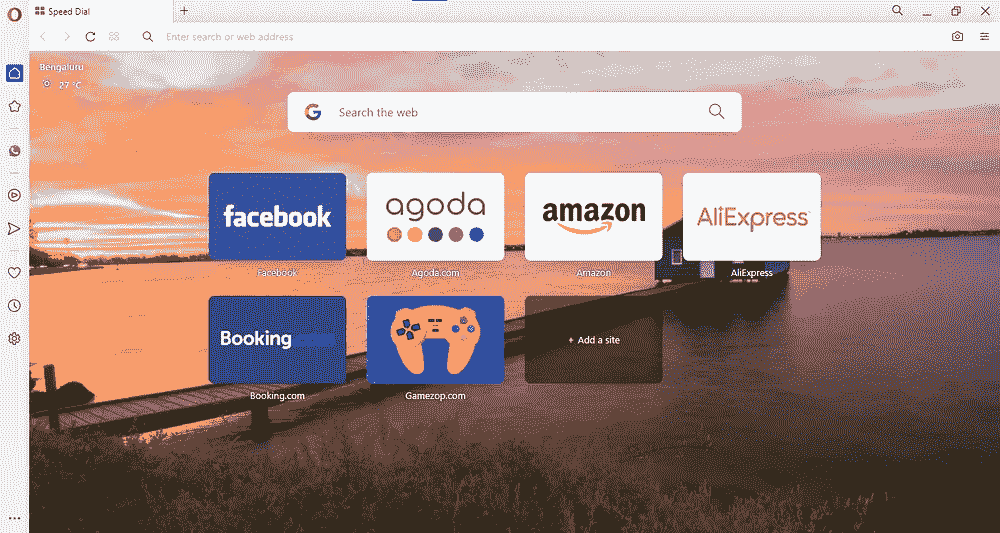 Speed Dial
Enter search or web address
Bengaluru
27 °C
Search the web
facebook
agoda
amazon
AliExpress
Facebook
Agoda.com
Amazon
AliExpress
Booking
+ Add a site
Booking.com
Gamezop.com